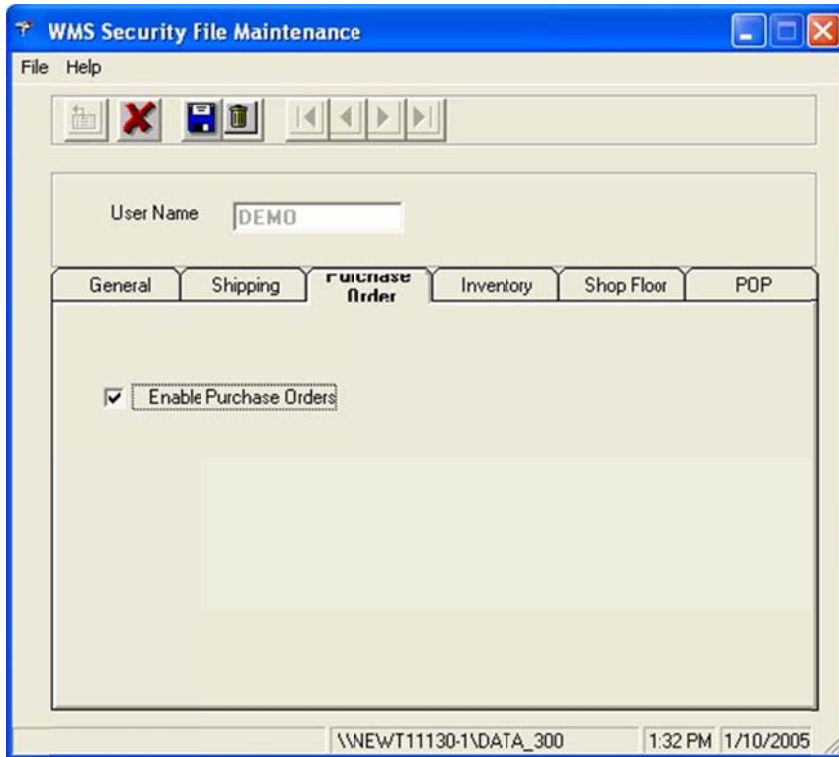 WMS Security File Maintenance
File Help
User Name DEMO
General Shipping Purchase Order Inventory Shop Floor POP
Enable Purchase Orders
\\NEWT11130-1\DATA_300 1:32 PM 1/10/2005